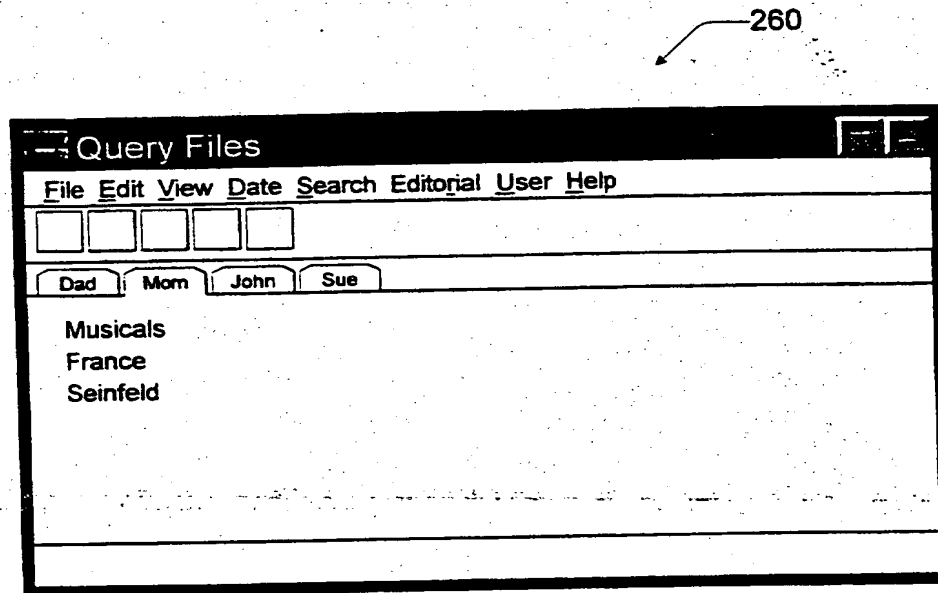 260
Query Files
File Edit View Date Search Editorial User Help
Dad Mom John Sue
Musicals
France
Seinfeld